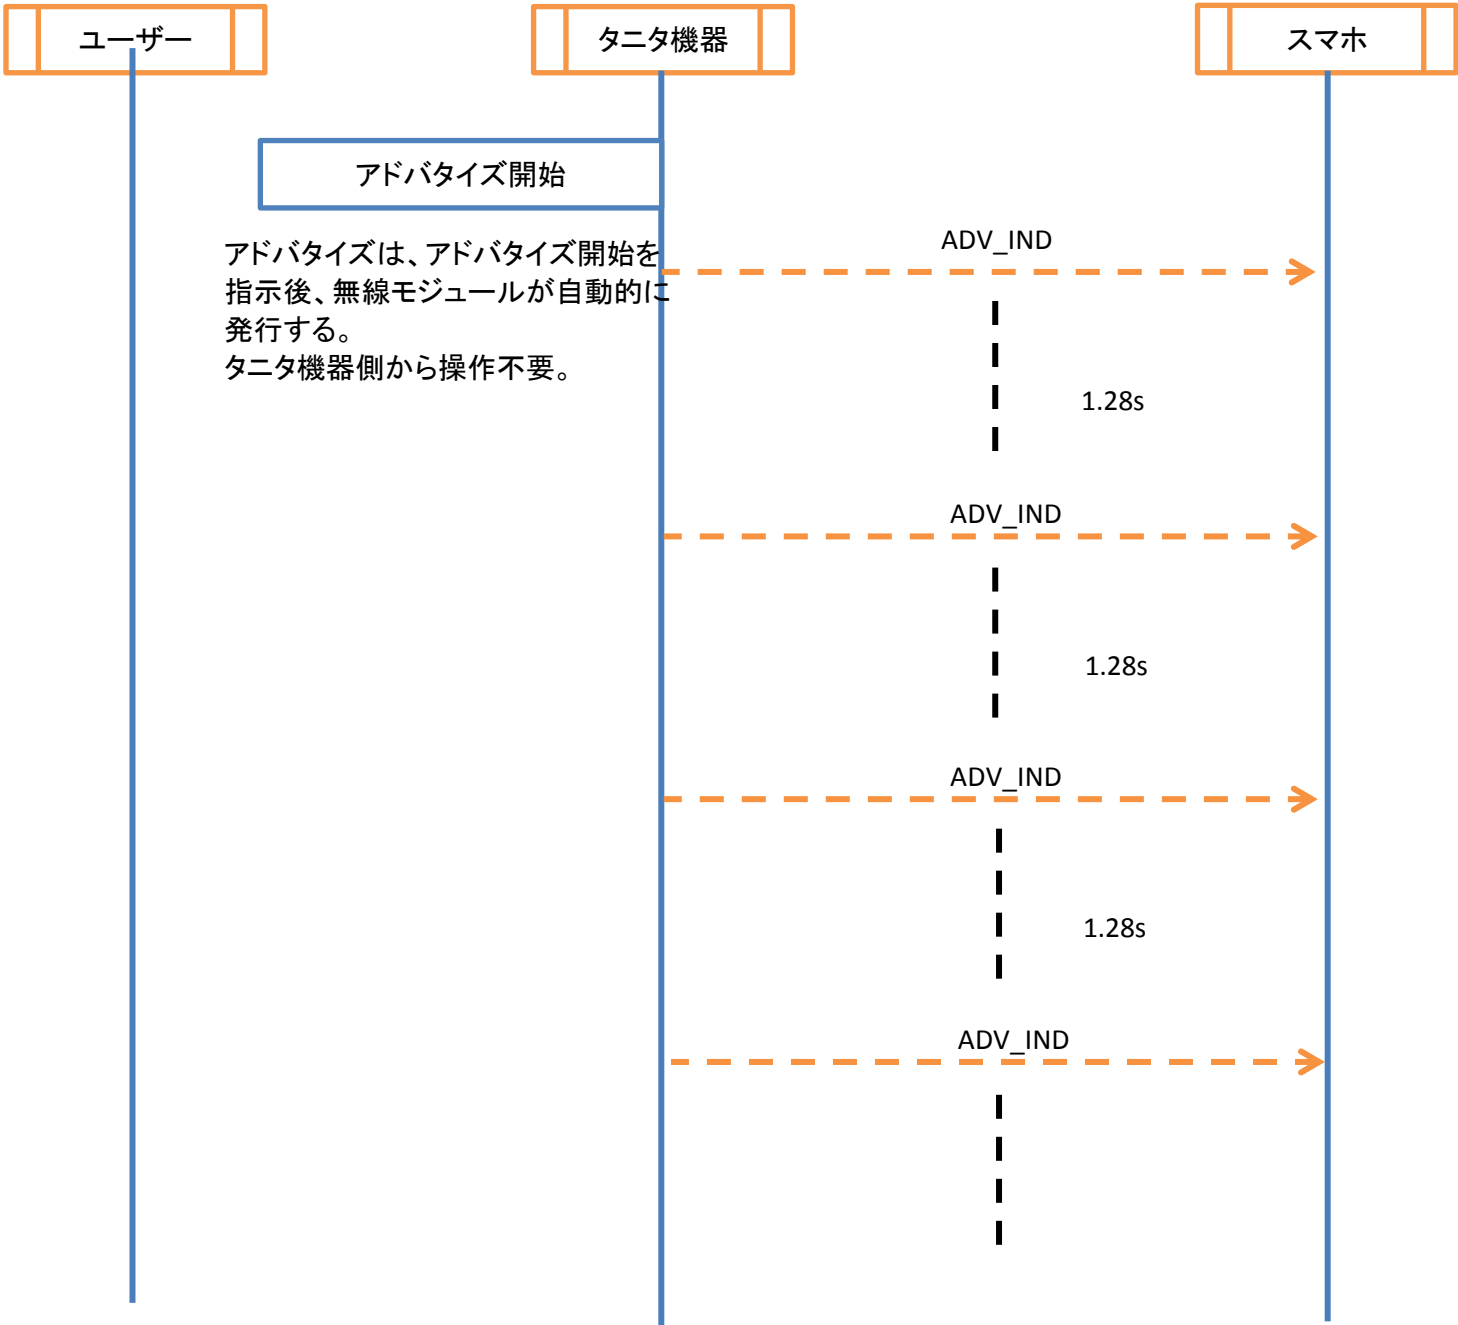 ユーザー
タニタ機器
スマホ
アドバタイズ開始
アドバタイズは、アドバタイズ開始を
指示後、無線モジュールが自動的に
発行する。
タニタ機器側から操作不要。
ADV_IND
1.28s
ADV_IND
1.28s
ADV_IND
1.28s
ADV_IND